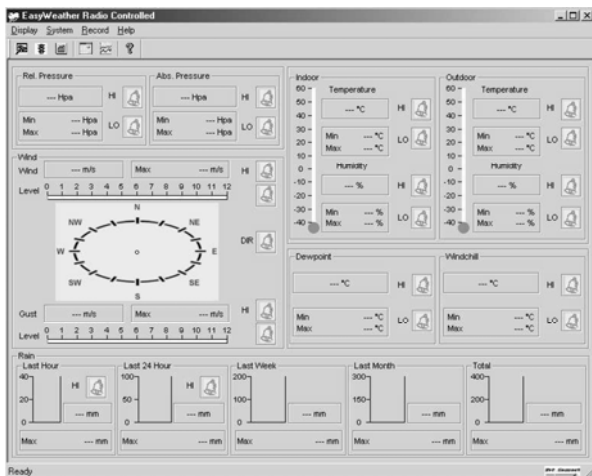 EasyWeather Radio Controlled
Display System Record Help
Rel. Pressure
--- Hpa HI
Min --- Hpa
Max --- Hpa
LO
Abs. Pressure
--- Hpa HI
Min --- Hpa
Max --- Hpa
LO
Wind
Wind --- m/s Max --- m/s HI
Level 0 1 2 3 4 5 6 7 8 9 10 11 12
N
NW NE
W E
SW SE
S
DIR
Gust --- m/s Max --- m/s HI
Level 0 1 2 3 4 5 6 7 8 9 10 11 12
Indoor
60
50
40
30
20
10
0
-10
-20
-30
-40
Temperature
--- °C HI
Min --- °C
Max --- °C
LO
Humidity
--- % HI
Min --- %
Max --- %
LO
Outdoor
60
50
40
30
20
10
0
-10
-20
-30
-40
Temperature
--- °C HI
Min --- °C
Max --- °C
LO
Humidity
--- % HI
Min --- %
Max --- %
LO
Dewpoint
--- °C HI
Min --- °C
Max --- °C
LO
Windchill
--- °C HI
Min --- °C
Max --- °C
LO
Rain
Last Hour
40
20
0
HI
--- mm
Max --- mm
Last 24 Hour
100
50
0
HI
--- mm
Max --- mm
Last Week
200
100
0
--- mm
Max --- mm
Last Month
300
150
0
--- mm
Max --- mm
Total
400
200
0
--- mm
Max --- mm
Ready